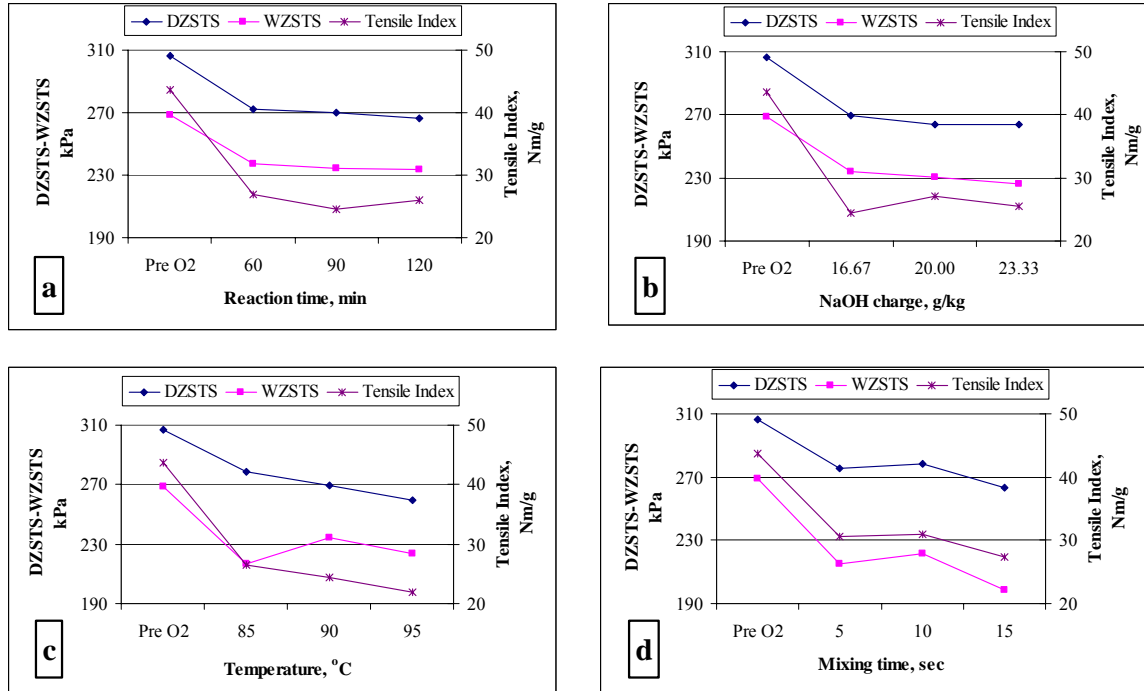 DZSTS WZSTS Tensile Index
310 50
270 40
230 30
190 20
DZSTS-WZSTS
kPa
Tensile Index,
Nm/g
Pre O2 60 90 120
Reaction time, min
a
DZSTS WZSTS Tensile Index
310 50
270 40
230 30
190 20
DZSTS-WZSTS
kPa
Tensile Index,
Nm/g
Pre O2 16.67 20.00 23.33
NaOH charge, g/kg
b
DZSTS WZSTS Tensile Index
310 50
270 40
230 30
190 20
DZSTS-WZSTS
kPa
Tensile Index,
Nm/g
Pre O2 85 90 95
Temperature, °C
c
DZSTS WZSTS Tensile Index
310 50
270 40
230 30
190 20
DZSTS-WZSTS
kPa
Tensile Index,
Nm/g
Pre O2 5 10 15
Mixing time, sec
d